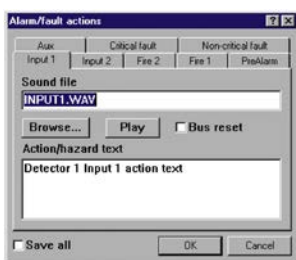 Alarm/fault actions
Aux Critical fault Non-critical fault
Input 1 Input 2 Fire 2 Fire 1 PreAlarm
Sound file
INPUT1.WAV
Browse... Play Bus reset
Action/hazard text
Detector 1 Input 1 action text
Save all OK Cancel